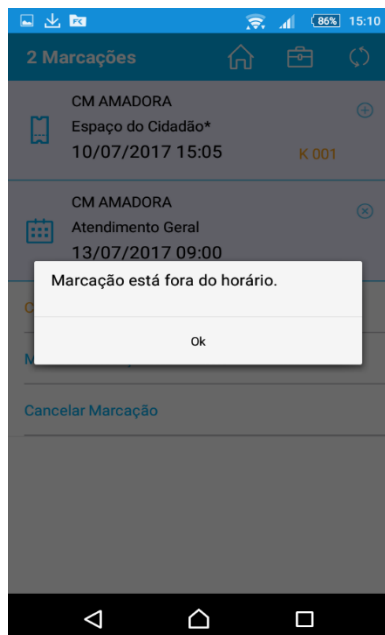 86% 15:10
2 Marcações
CM AMADORA
Espaço do Cidadão*
10/07/2017 15:05 K 001
CM AMADORA
Atendimento Geral
13/07/2017 09:00
Marcação está fora do horário.
Ok
Cancelar Marcação